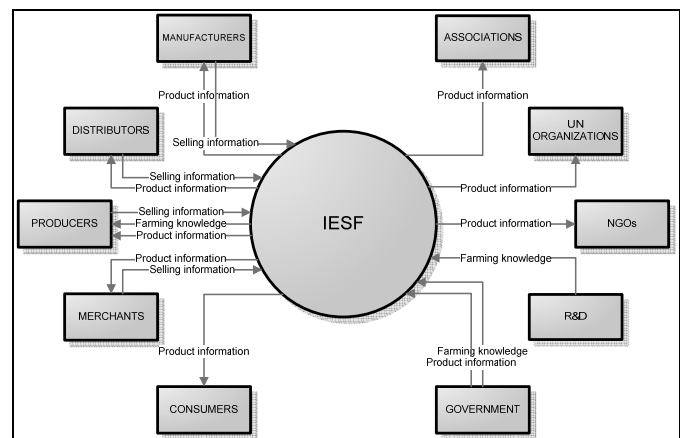 MANUFACTURERS
ASSOCIATIONS
Product information
Product information
DISTRIBUTORS
UN
ORGANIZATIONS
Selling information
Selling information
Product information
Product information
PRODUCERS
Selling information
Farming knowledge
Product information
IESF
Product information
NGOs
Product information
Selling information
Farming knowledge
MERCHANTS
R&D
Product information
Farming knowledge
Product information
CONSUMERS
GOVERNMENT